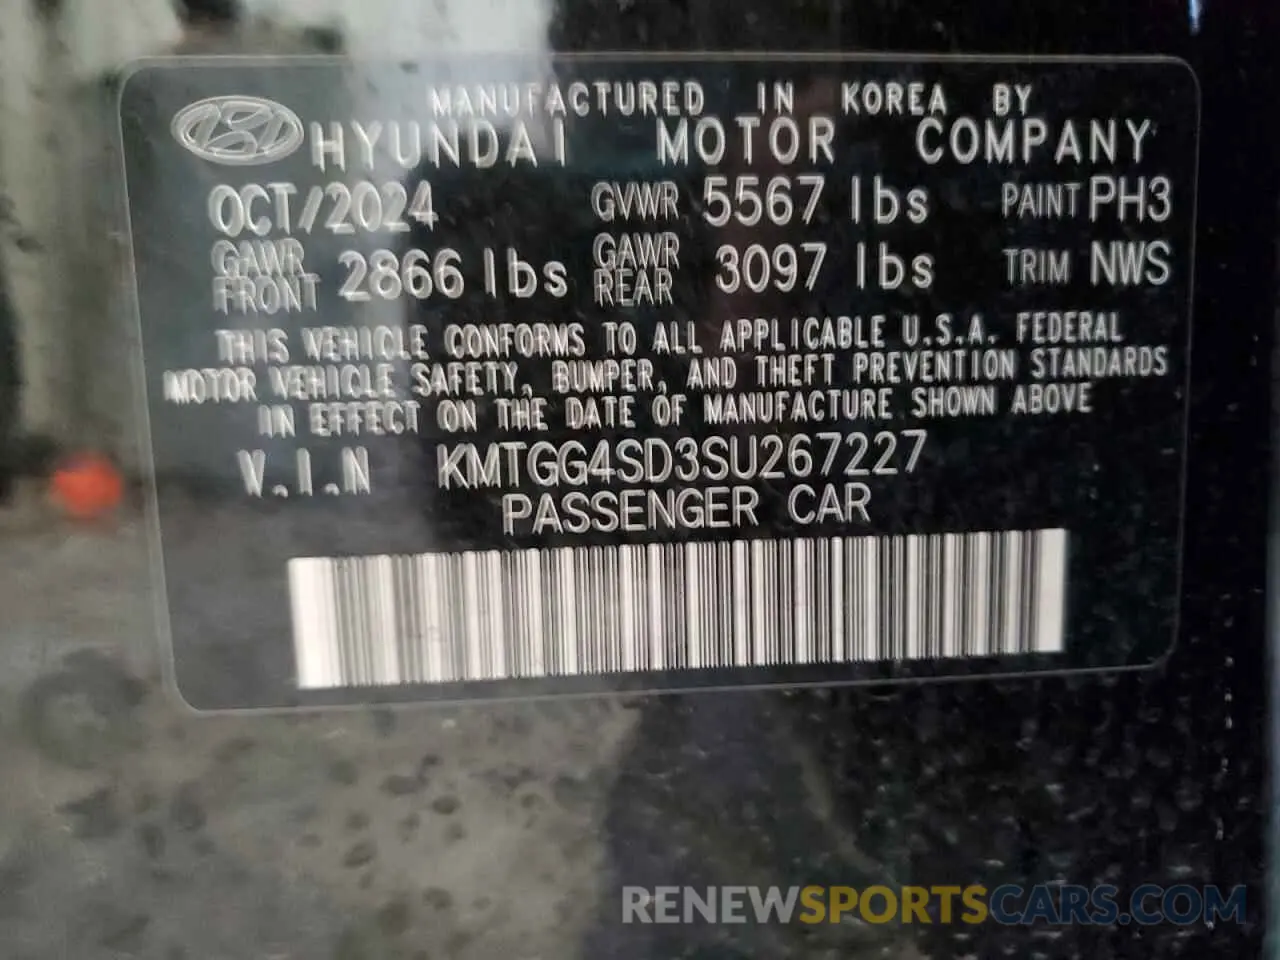 MANUFACTURED IN KOREA BY
HYUNDAI MOTOR COMPANY
OCT/2024 GVWR 5567 lbs PAINT PH3
GAWR FRONT 2866 lbs GAWR REAR 3097 lbs TRIM NWS
THIS VEHICLE CONFORMS TO ALL APPLICABLE U.S.A. FEDERAL
MOTOR VEHICLE SAFETY, BUMPER, AND THEFT PREVENTION STANDARDS
IN EFFECT ON THE DATE OF MANUFACTURE SHOWN ABOVE
V.I.N KMTGG4SD3SU267227
PASSENGER CAR
RENEWSPORTSCARS.COM